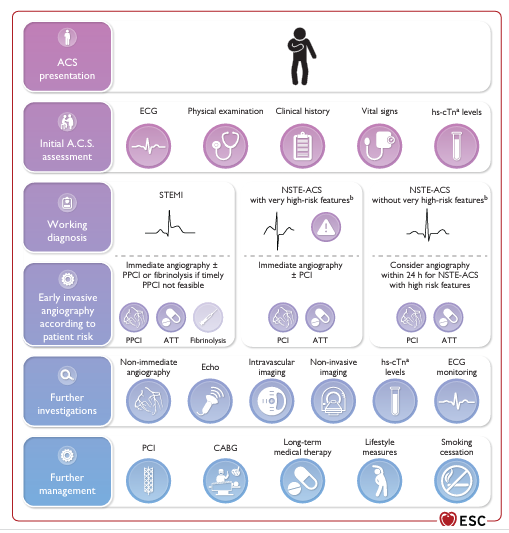 ACS
presentation
Initial A.C.S.
assessment
ECG
Physical examination
Clinical history
Vital signs
hs-cTnᵃ levels
Working
diagnosis
STEMI
NSTE-ACS
with very high-risk featuresᵇ
NSTE-ACS
without very high-risk featuresᵇ
Early invasive
angiography
according to
patient risk
Immediate angiography ±
PPCI or fibrinolysis if timely
PPCI not feasible
PPCI
ATT
Fibrinolysis
Immediate angiography
± PCI
PCI
ATT
Consider angiography
within 24 h for NSTE-ACS
with high risk features
PCI
ATT
Further
investigations
Non-immediate
angiography
Echo
Intravascular
imaging
Non-invasive
imaging
hs-cTnᵃ
levels
ECG
monitoring
Further
management
PCI
CABG
Long-term
medical therapy
Lifestyle
measures
Smoking
cessation
ESC